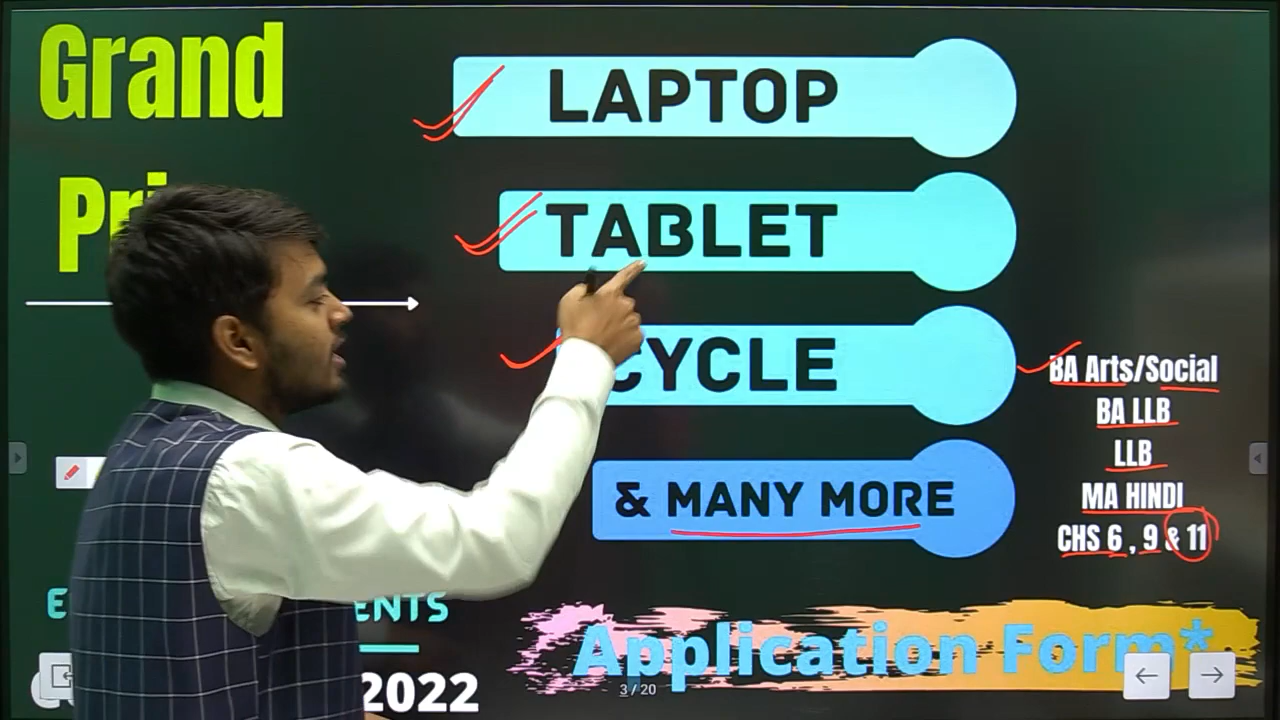 Grand
LAPTOP
TABLET
CYCLE
& MANY MORE
BA Arts/Social
BA LLB
LLB
MA HINDI
CHS 6 , 9 & 11
Application Form*
2022
3 / 20